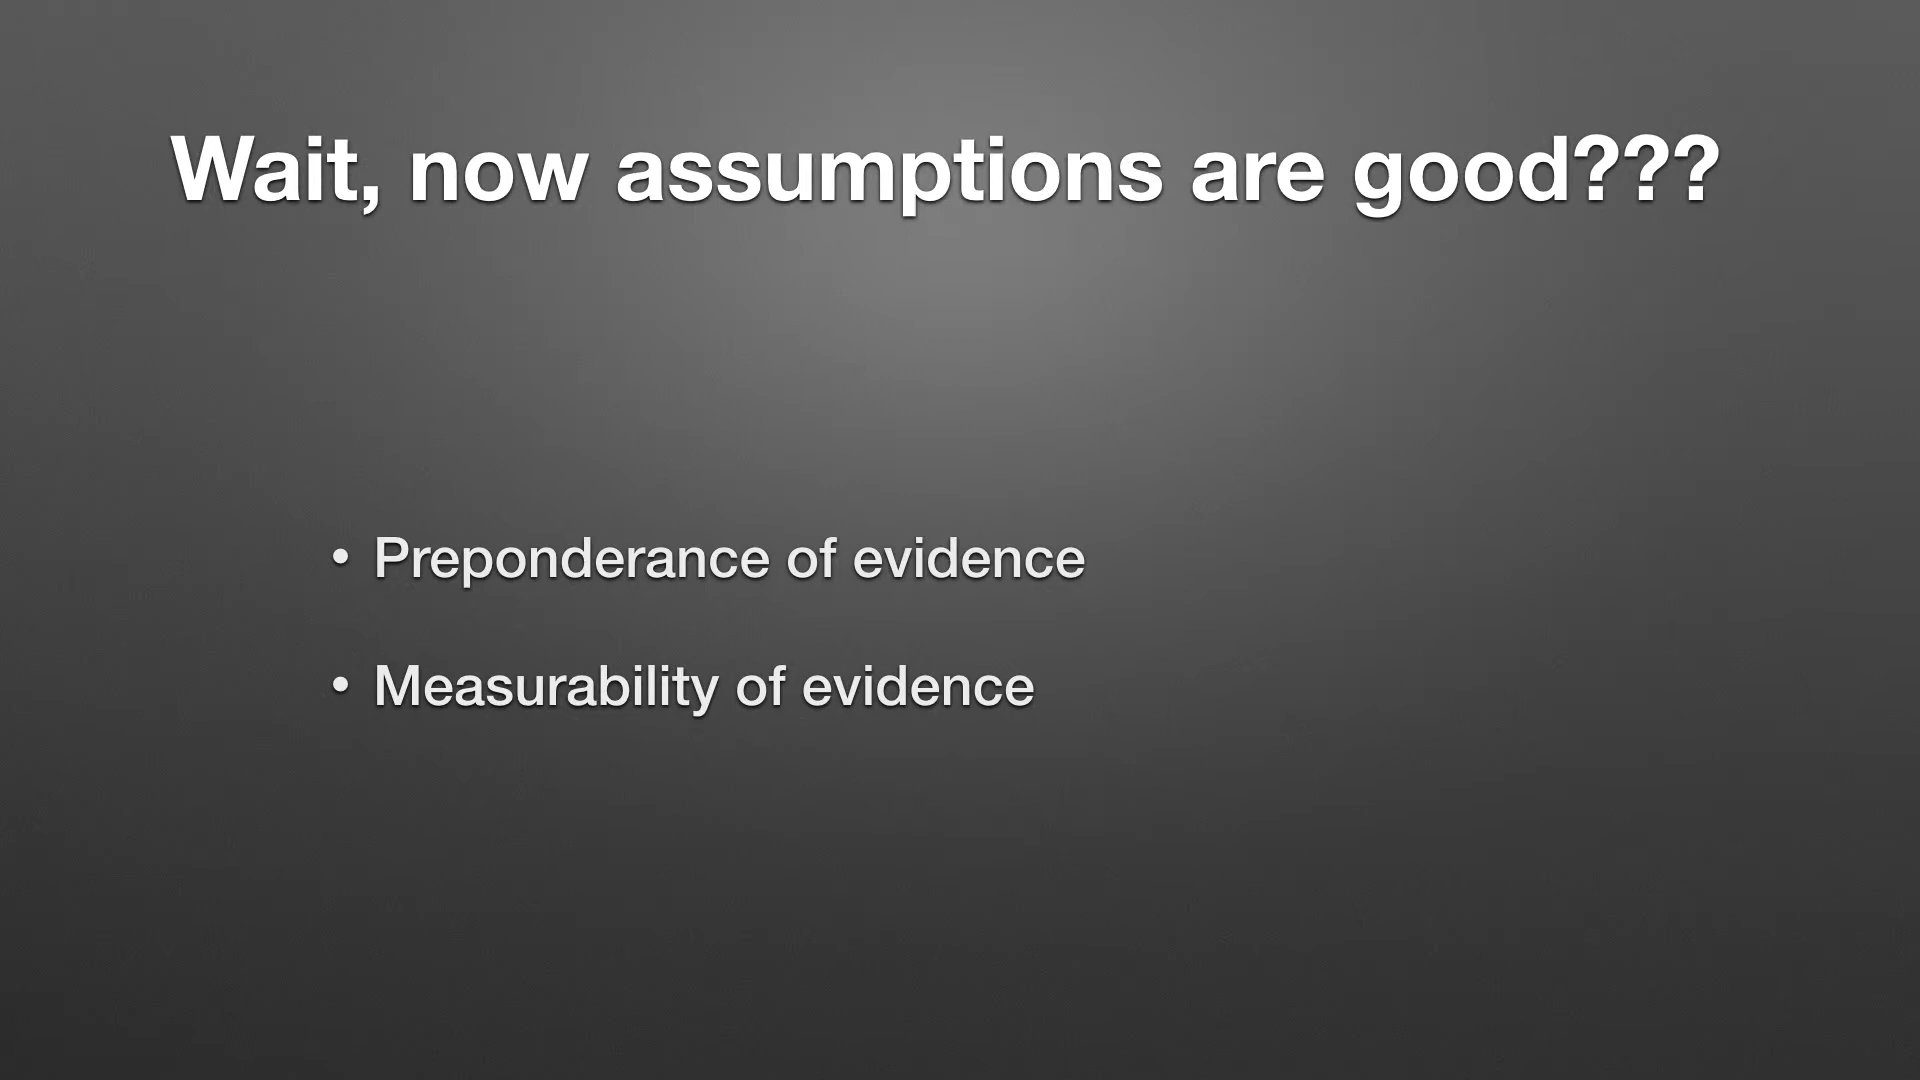 Wait, now assumptions are good???
• Preponderance of evidence
• Measurability of evidence